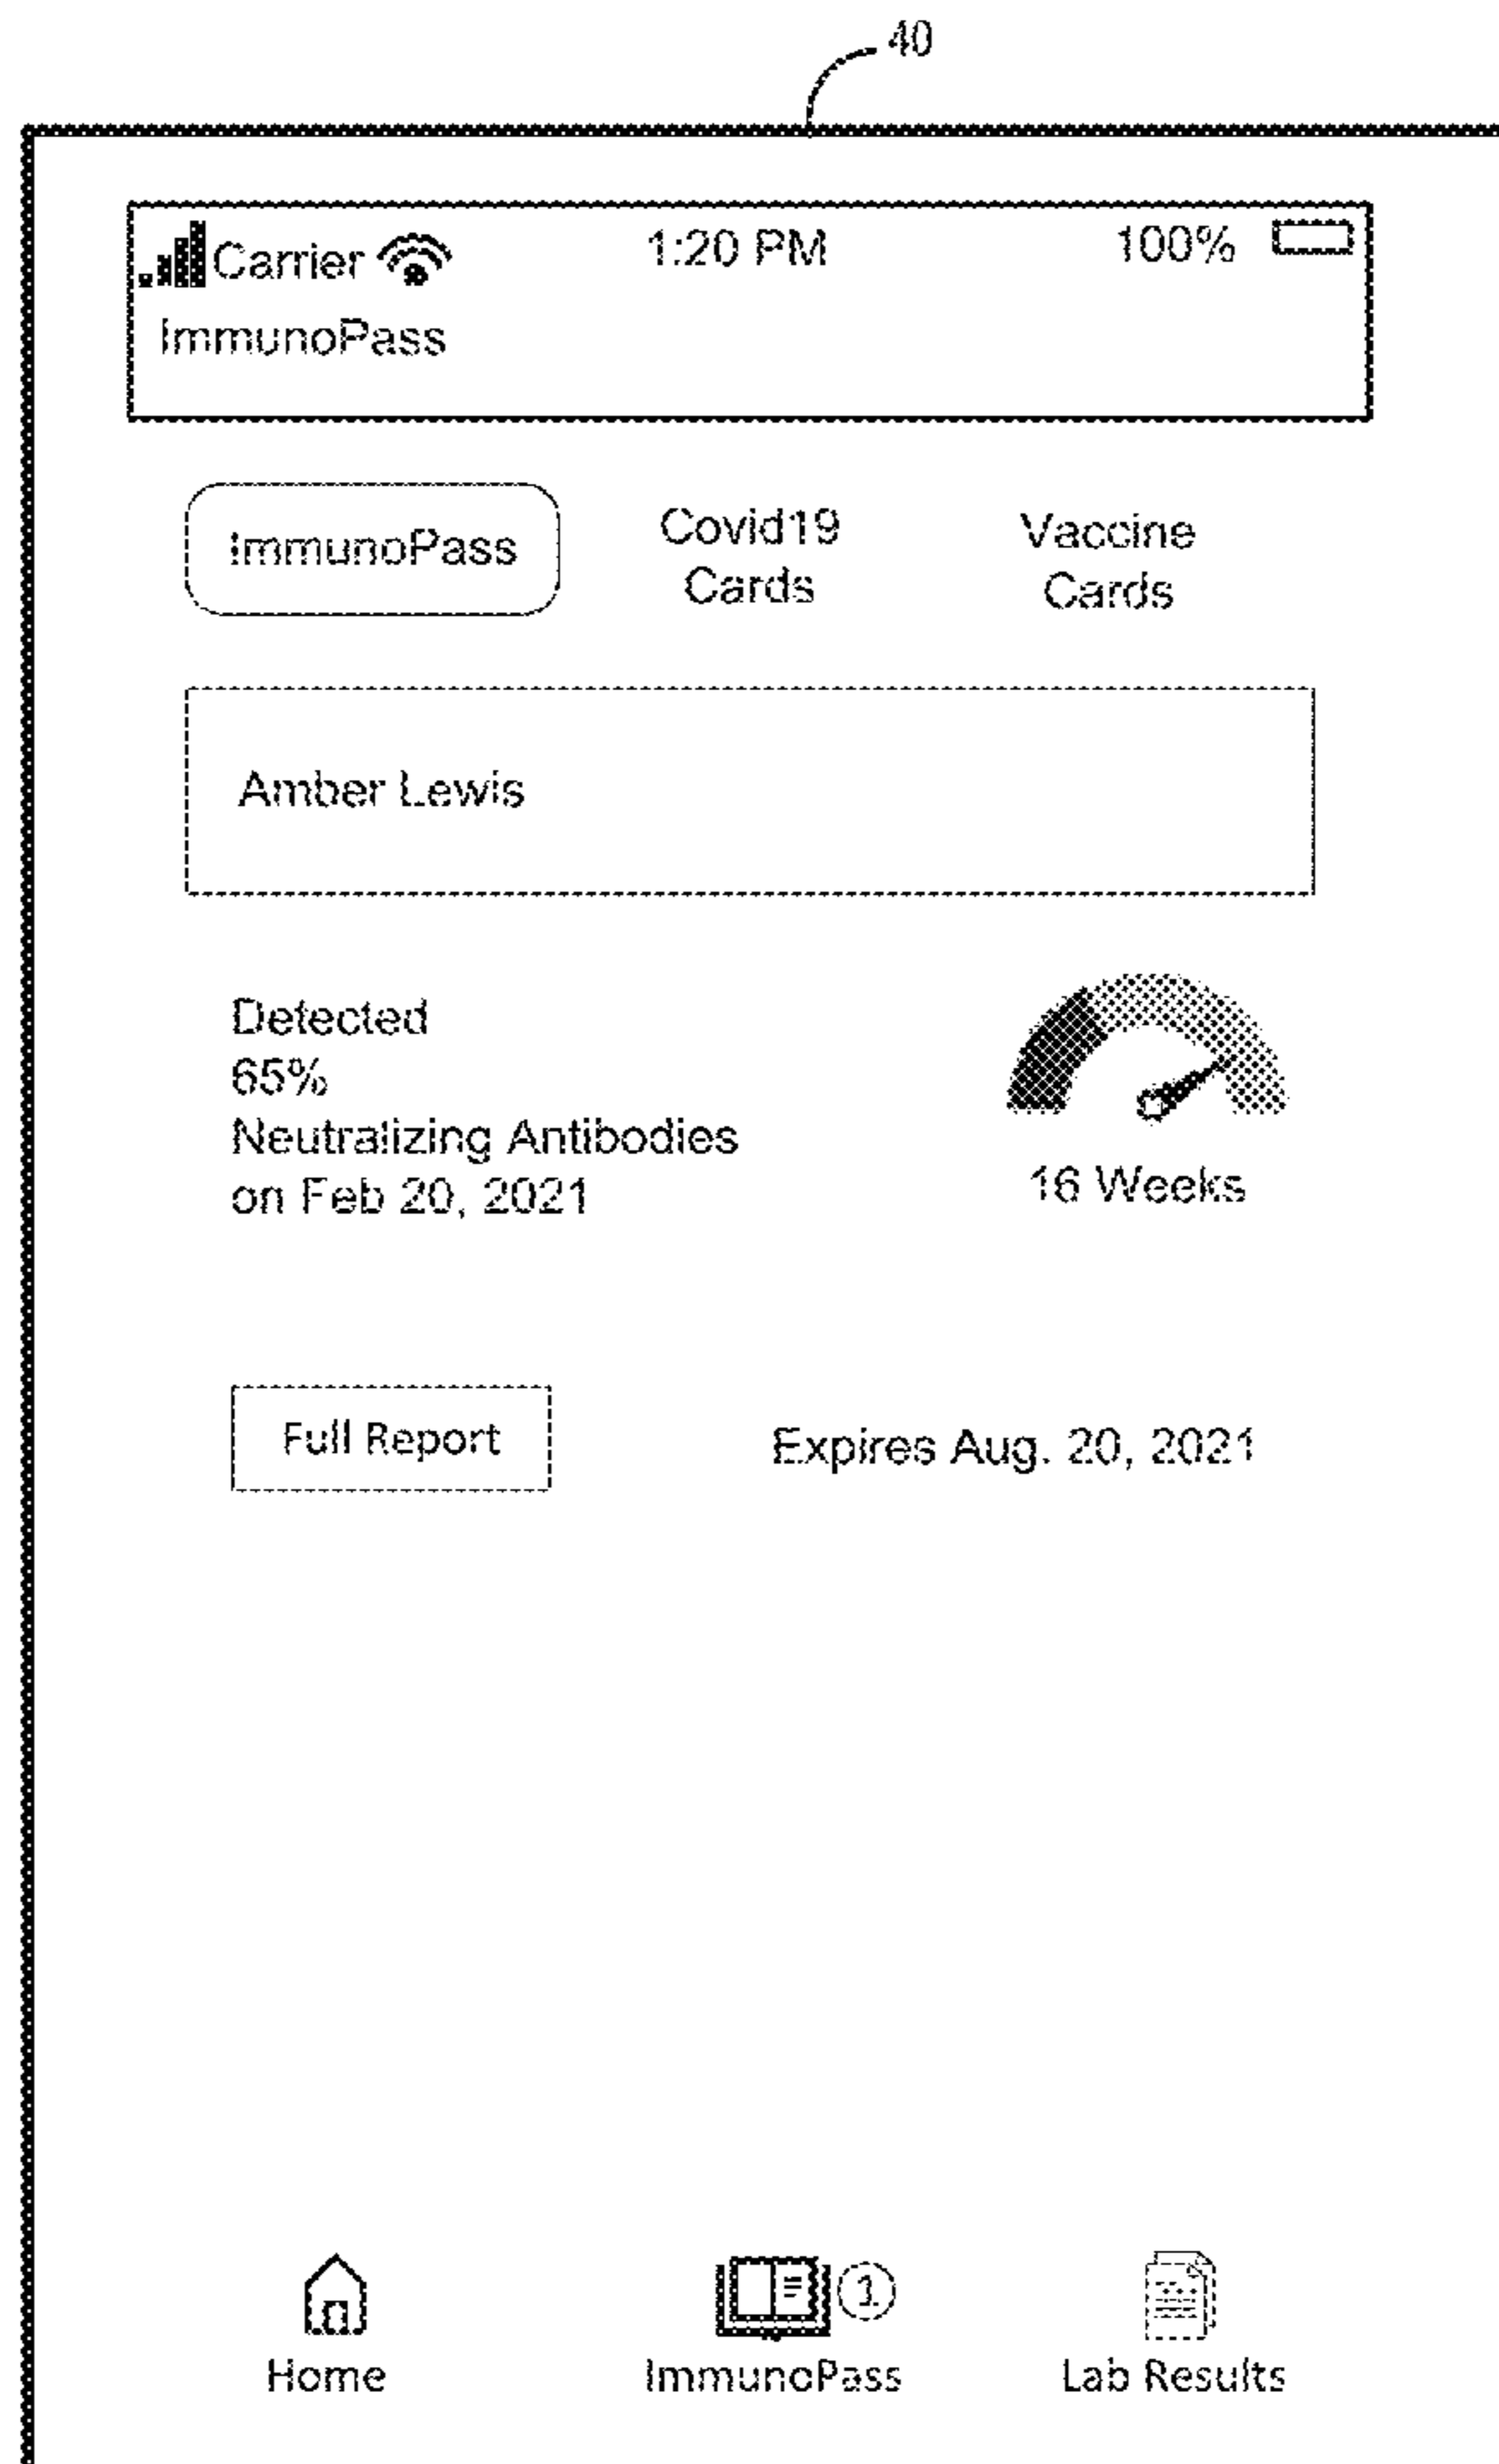 40
Carrier 1:20 PM 100%
ImmunoPass
ImmunoPass
Covid19
Cards
Vaccine
Cards
Amber Lewis
Detected
65%
Neutralizing Antibodies
on Feb 20, 2021
16 Weeks
Full Report
Expires Aug. 20, 2021
1
Home
ImmunoPass
Lab Results